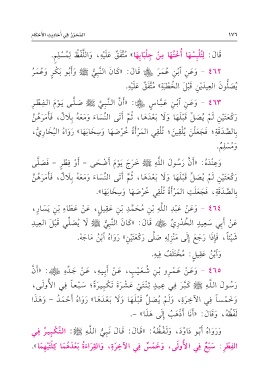 ١٧٦ المُحَرَّرُ فِي أَحَادِيثِ الأَحْكَامِ
قَالَ: لِتُلْبِسْهَا أُخْتُهَا مِنْ جِلْبَابِهَا» مُتَّفَقٌ عَلَيْهِ، وَاللَّفْظُ لِمُسْلِمٍ.
٤٦٢ - وَعَنِ ابْنِ عُمَرَ ﷺ قَالَ: «كَانَ النَّبِيُّ ﷺ وَأَبُو بَكْرٍ وَعُمَرُ
يُصَلُّونَ العِيدَيْنِ قَبْلَ الخُطْبَةِ» مُتَّفَقٌ عَلَيْهِ.
٤٦٣ - وَعَنِ ابْنِ عَبَّاسٍ ﷺ: «أَنَّ النَّبِيَّ ﷺ صَلَّى يَوْمَ الفِطْرِ
رَكْعَتَيْنِ لَمْ يُصَلِّ قَبْلَهَا وَلَا بَعْدَهَا، ثُمَّ أَتَى النِّسَاءَ وَمَعَهُ بِلَالٌ، فَأَمَرَهُنَّ
بِالصَّدَقَةِ؛ فَجَعَلْنَ يُلْقِينَ؛ تُلْقِي المَرْأَةُ خُرْصَهَا وَسِخَابَهَا» رَوَاهُ البُخَارِيُّ،
وَمُسْلِمٌ.
وَعِنْدَهُ: «أَنَّ رَسُولَ اللَّهِ ﷺ خَرَجَ يَوْمَ أَضْحَى - أَوْ فِطْرٍ - فَصَلَّى
رَكْعَتَيْنِ لَمْ يُصَلِّ قَبْلَهَا وَلَا بَعْدَهَا، ثُمَّ أَتَى النِّسَاءَ وَمَعَهُ بِلَالٌ، فَأَمَرَهُنَّ
بِالصَّدَقَةِ، فَجَعَلَتِ المَرْأَةُ تُلْقِي خُرْصَهَا وَسِخَابَهَا».
٤٦٤ - وَعَنْ عَبْدِ اللَّهِ بْنِ مُحَمَّدِ بْنِ عَقِيلٍ، عَنْ عَطَاءِ بْنِ يَسَارٍ،
عَنْ أَبِي سَعِيدٍ الخُدْرِيِّ ﷺ قَالَ: «كَانَ النَّبِيُّ ﷺ لَا يُصَلِّي قَبْلَ العِيدِ
شَيْئاً، فَإِذَا رَجَعَ إِلَى مَنْزِلِهِ صَلَّى رَكْعَتَيْنِ» رَوَاهُ ابْنُ مَاجَهْ.
وَابْنُ عَقِيلٍ: مُخْتَلَفٌ فِيهِ.
٤٦٥ - وَعَنْ عَمْرِو بْنِ شُعَيْبٍ، عَنْ أَبِيهِ، عَنْ جَدِّهِ ﷺ: «أَنَّ
رَسُولَ اللَّهِ ﷺ كَبَّرَ فِي عِيدٍ ثِنْتَيْ عَشْرَةَ تَكْبِيرَةً؛ سَبْعاً فِي الأُولَى،
وَخَمْساً فِي الآخِرَةِ، وَلَمْ يُصَلِّ قَبْلَهَا وَلَا بَعْدَهَا» رَوَاهُ أَحْمَدُ - وَهَذَا
لَفْظُهُ، وَقَالَ: «أَنَا أَذْهَبُ إِلَى هَذَا» -.
وَرَوَاهُ أَبُو دَاوُدَ، وَلَفْظُهُ: «قَالَ: قَالَ نَبِيُّ اللَّهِ ﷺ: التَّكْبِيرُ فِي
الفِطْرِ: سَبْعٌ فِي الأُولَى، وَخَمْسٌ فِي الآخِرَةِ، وَالقِرَاءَةُ بَعْدَهُمَا كِلْتَيْهِمَا».